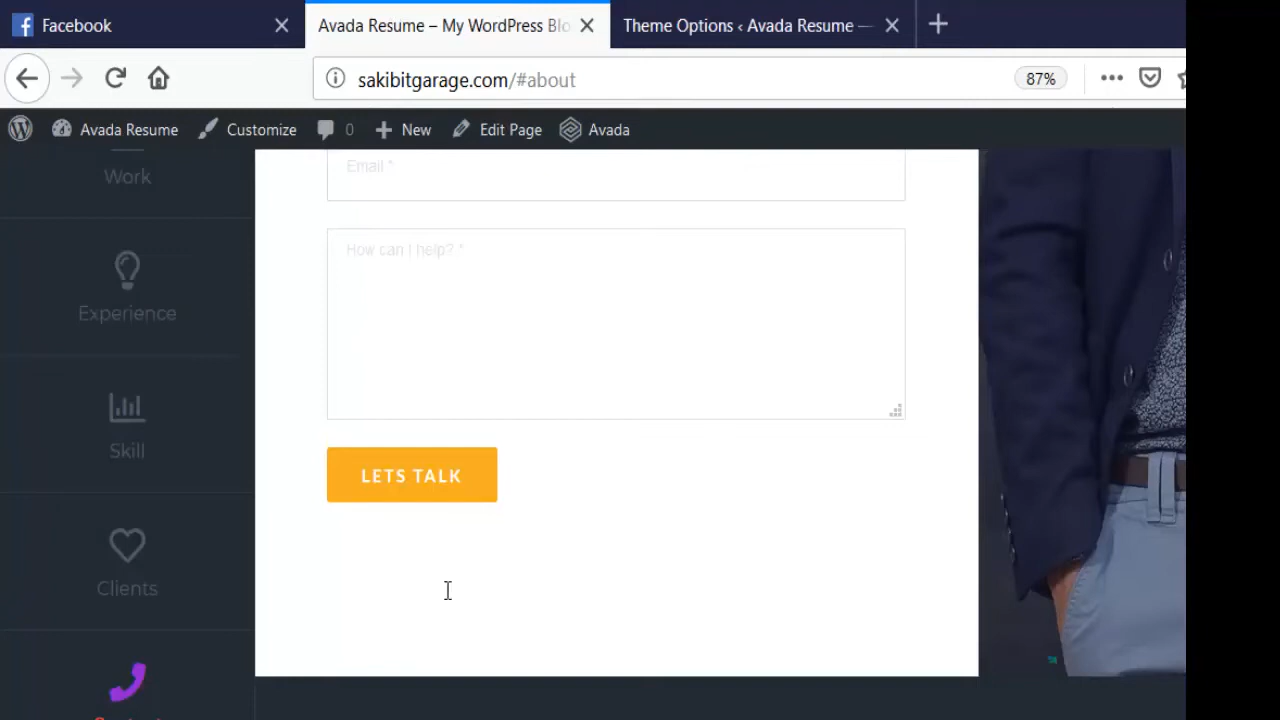 Facebook
Avada Resume – My WordPress Blo
Theme Options ‹ Avada Resume —
sakibitgarage.com/#about
87%
Avada Resume
Customize
0
New
Edit Page
Avada
Work
Email *
How can I help? *
Experience
Skill
LETS TALK
Clients